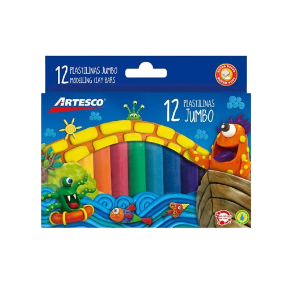 12 PLASTILINAS JUMBO
MODELING CLAY BARS
ARTESCO
12 PLASTILINAS
JUMBO